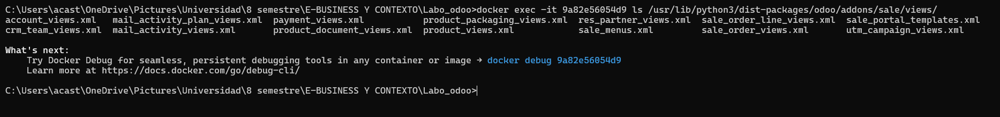 C:\Users\acast\OneDrive\Pictures\Universidad\8 semestre\E-BUSINESS Y CONTEXTO\Labo_odoo>docker exec -it 9a82e56054d9 ls /usr/lib/python3/dist-packages/odoo/addons/sale/views/
account_views.xml   mail_activity_plan_views.xml  payment_views.xml           product_packaging_views.xml  res_partner_views.xml  sale_order_line_views.xml  sale_portal_templates.xml
crm_team_views.xml  mail_activity_views.xml       product_document_views.xml  product_views.xml            sale_menus.xml         sale_order_views.xml       utm_campaign_views.xml
What's next:
    Try Docker Debug for seamless, persistent debugging tools in any container or image → docker debug 9a82e56054d9
    Learn more at https://docs.docker.com/go/debug-cli/
C:\Users\acast\OneDrive\Pictures\Universidad\8 semestre\E-BUSINESS Y CONTEXTO\Labo_odoo>